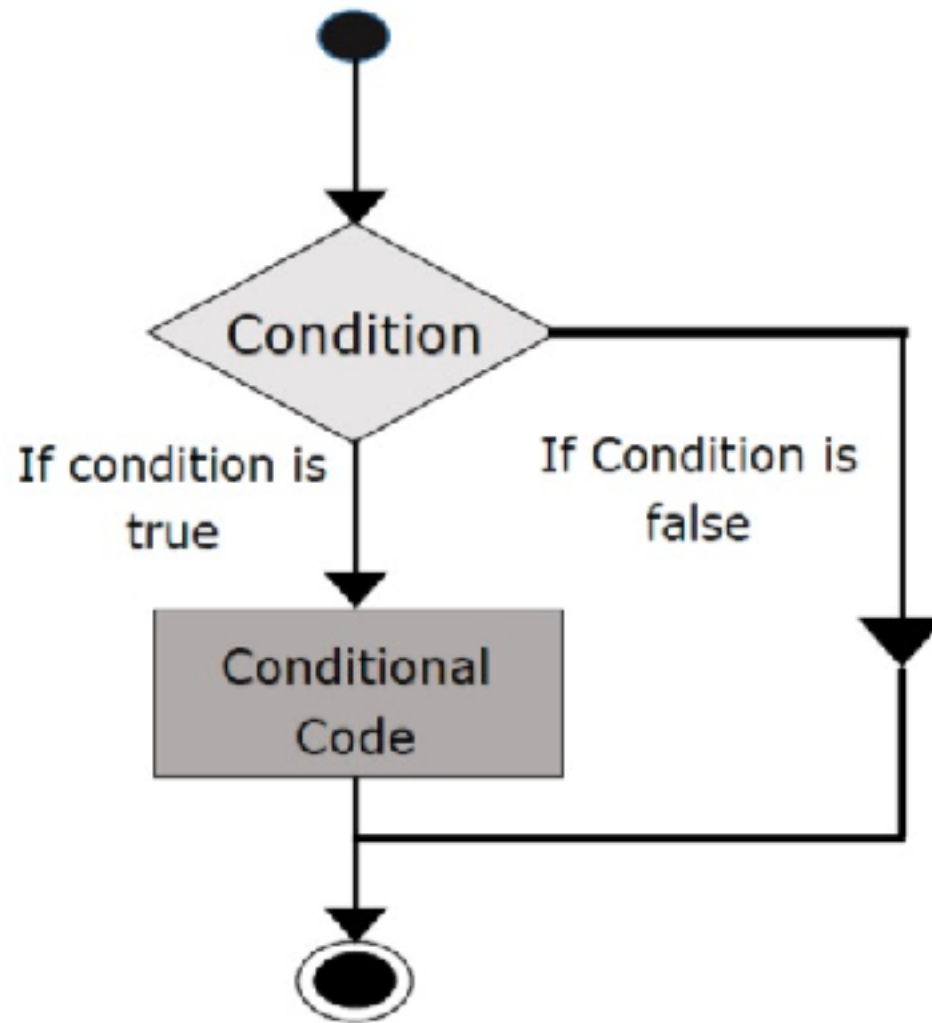 Condition
If condition is
true
If Condition is
false
Conditional
Code